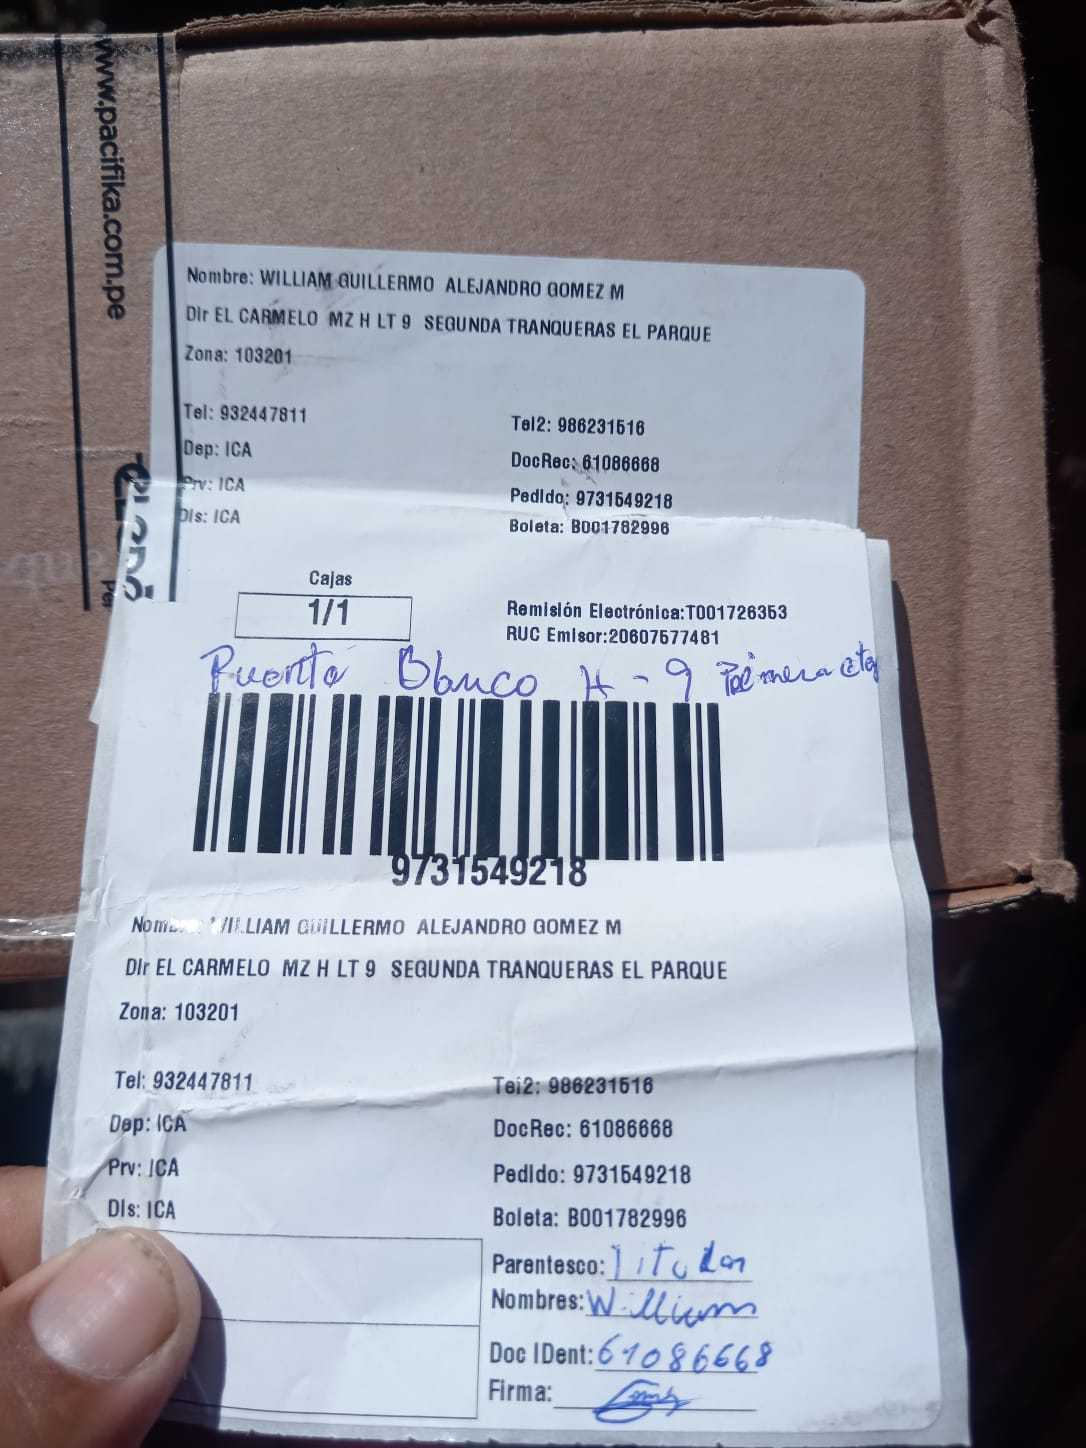 www.pacifika.com.pe
Nombre: WILLIAM GUILLERMO ALEJANDRO GOMEZ M
Dir EL CARMELO MZ H LT 9 SEGUNDA TRANQUERAS EL PARQUE
Zona: 103201
Tel: 932447811 Tel2: 986231516
Dep: ICA DocRec: 61086668
Prv: ICA Pedido: 9731549218
Dis: ICA Boleta: B001782996
Cajas
1/1
Remisión Electrónica:T001726353
RUC Emisor:20607577481
Puerta Blanco H-9 Primera
9731549218
Nombre: WILLIAM GUILLERMO ALEJANDRO GOMEZ M
Dir EL CARMELO MZ H LT 9 SEGUNDA TRANQUERAS EL PARQUE
Zona: 103201
Tel: 932447811 Tel2: 986231516
Dep: ICA DocRec: 61086668
Prv: ICA Pedido: 9731549218
Dis: ICA Boleta: B001782996
Parentesco: Titular
Nombres: William
Doc IDent: 61086668
Firma: